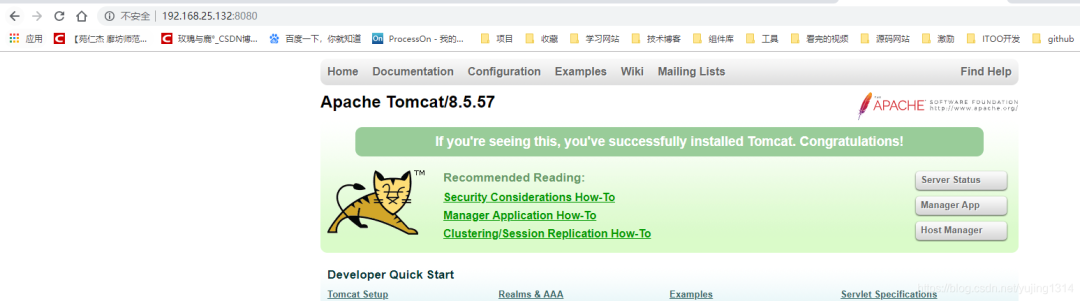 不安全 | 192.168.25.132:8080
应用 【苑仁杰 廊坊师范... 玫瑰与鹿°_CSDN博... 百度一下，你就知道 ProcessOn - 我的... 项目 收藏 学习网站 技术博客 组件库 工具 看完的视频 源码网站 激励 ITOO开发 github
Home Documentation Configuration Examples Wiki Mailing Lists Find Help
Apache Tomcat/8.5.57
THE APACHE SOFTWARE FOUNDATION
http://www.apache.org/
If you're seeing this, you've successfully installed Tomcat. Congratulations!
TM
Recommended Reading:
Security Considerations How-To
Manager Application How-To
Clustering/Session Replication How-To
Server Status
Manager App
Host Manager
Developer Quick Start
Tomcat Setup Realms & AAA Examples Servlet Specifications
https://blog.csdn.net/yujing1314